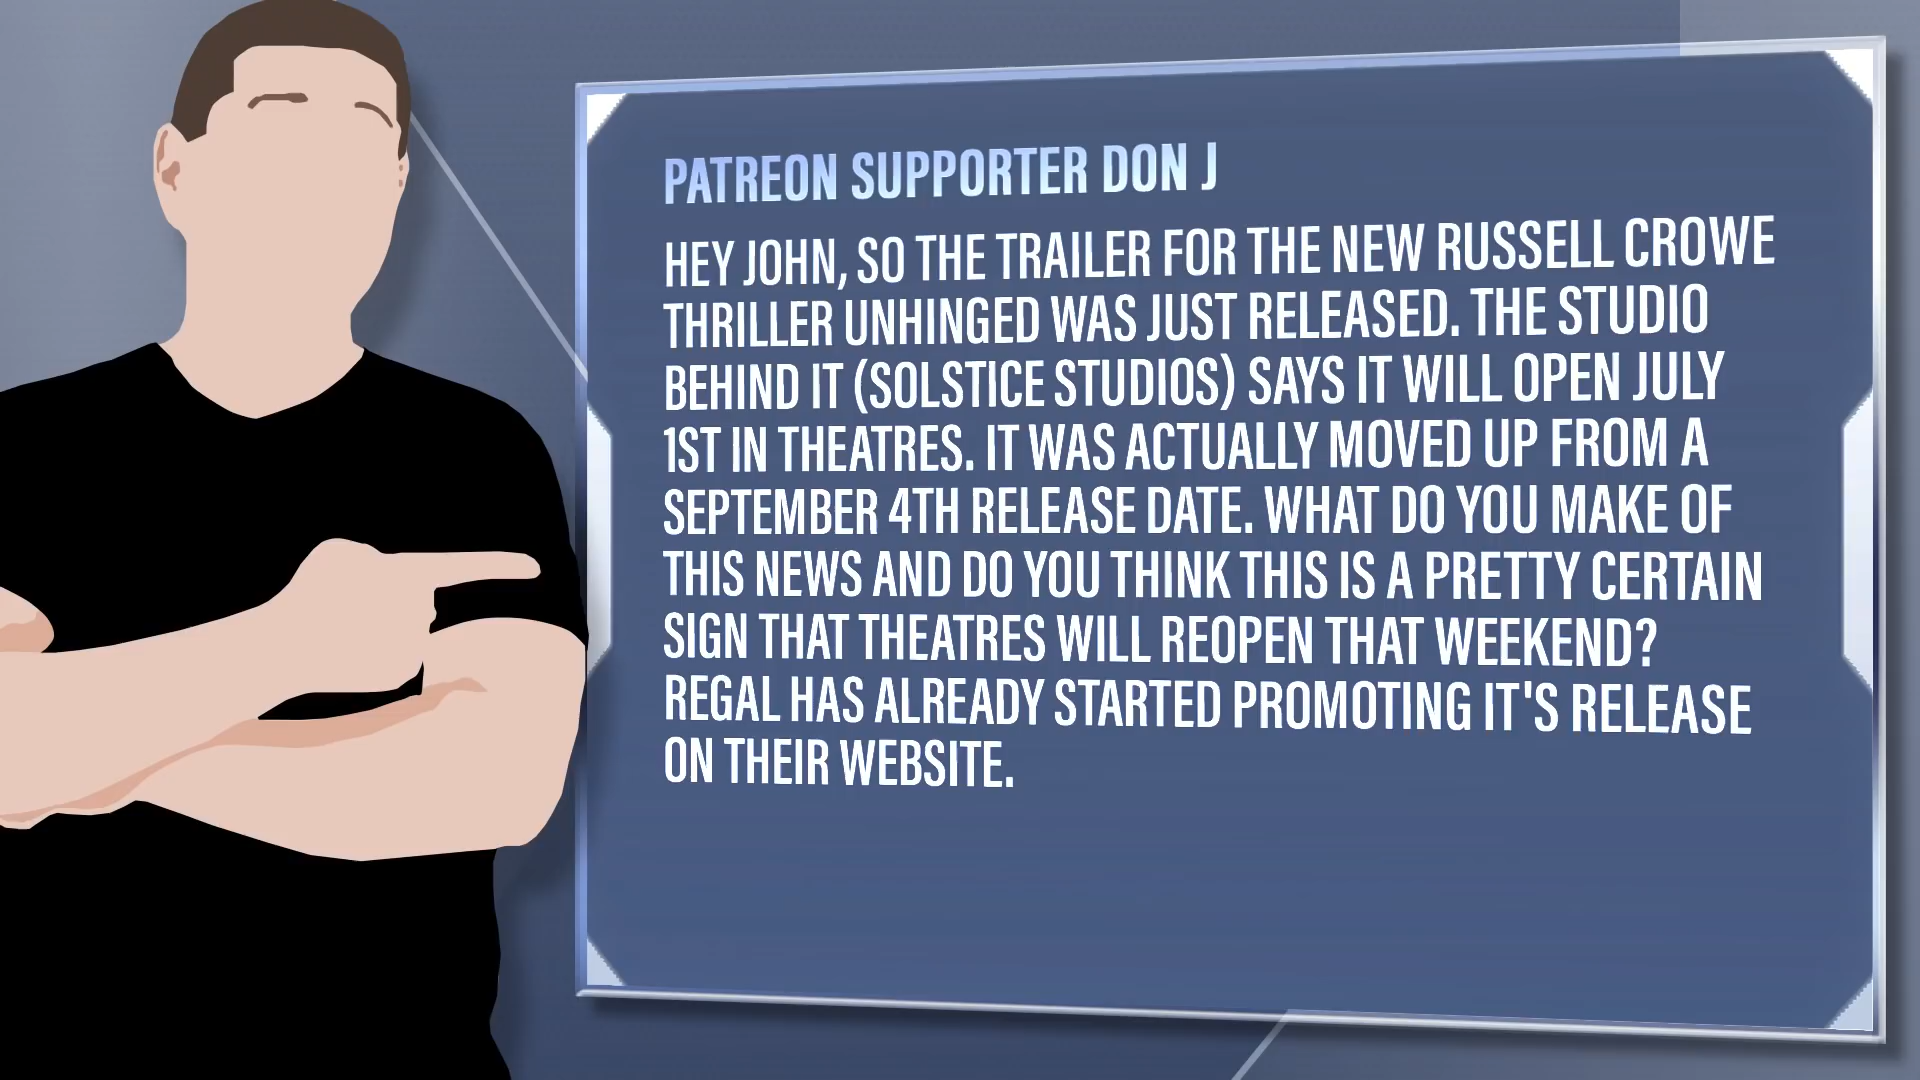 PATREON SUPPORTER DON J
HEY JOHN, SO THE TRAILER FOR THE NEW RUSSELL CROWE
THRILLER UNHINGED WAS JUST RELEASED. THE STUDIO
BEHIND IT (SOLSTICE STUDIOS) SAYS IT WILL OPEN JULY
1ST IN THEATRES. IT WAS ACTUALLY MOVED UP FROM A
SEPTEMBER 4TH RELEASE DATE. WHAT DO YOU MAKE OF
THIS NEWS AND DO YOU THINK THIS IS A PRETTY CERTAIN
SIGN THAT THEATRES WILL REOPEN THAT WEEKEND?
REGAL HAS ALREADY STARTED PROMOTING IT'S RELEASE
ON THEIR WEBSITE.